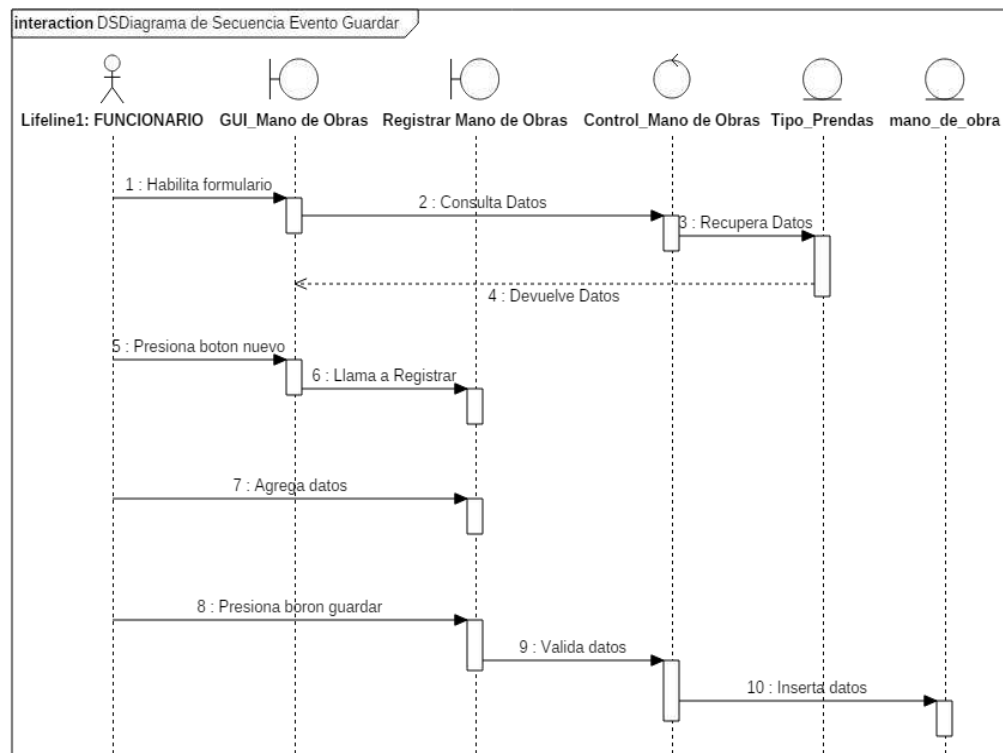 interaction DSDiagrama de Secuencia Evento Guardar
Lifeline1: FUNCIONARIO GUI_Mano de Obras Registrar Mano de Obras Control_Mano de Obras Tipo_Prendas mano_de_obra
1 : Habilita formulario
2 : Consulta Datos
3 : Recupera Datos
4 : Devuelve Datos
5 : Presiona boton nuevo
6 : Llama a Registrar
7 : Agrega datos
8 : Presiona boron guardar
9 : Valida datos
10 : Inserta datos